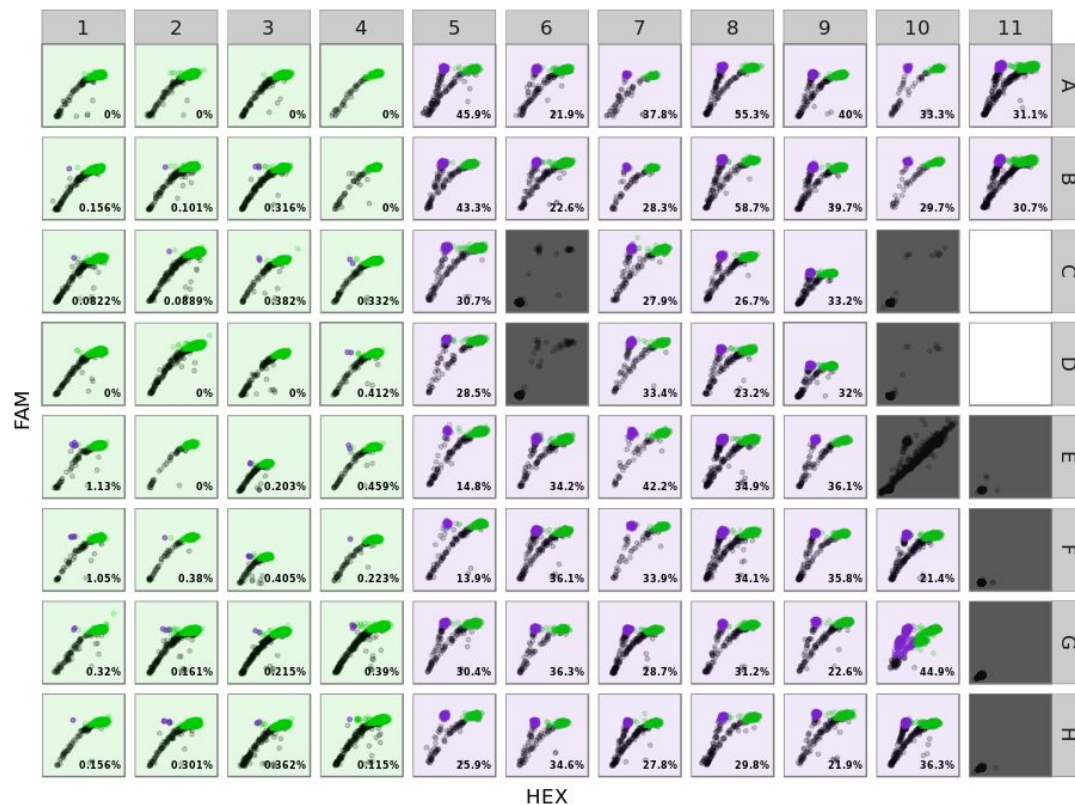 1 2 3 4 5 6 7 8 9 10 11
0% 0% 0% 0% 45.9% 21.9% 37.8% 55.3% 40% 33.3% 31.1% A
0.156% 0.101% 0.316% 0% 43.3% 22.6% 28.3% 58.7% 39.7% 29.7% 30.7% B
0.0822% 0.0889% 0.382% 0.332% 30.7% 27.9% 26.7% 33.2% C
0% 0% 0% 0.412% 28.5% 33.4% 23.2% 32% D
FAM
1.13% 0% 0.203% 0.459% 14.8% 34.2% 42.2% 34.9% 36.1% E
1.05% 0.38% 0.405% 0.223% 13.9% 36.1% 33.9% 34.1% 35.8% 21.4% F
0.32% 0.161% 0.215% 0.39% 30.4% 36.3% 28.7% 31.2% 22.6% 44.9% G
0.156% 0.301% 0.362% 0.115% 25.9% 34.6% 27.8% 29.8% 21.9% 36.3% H
HEX